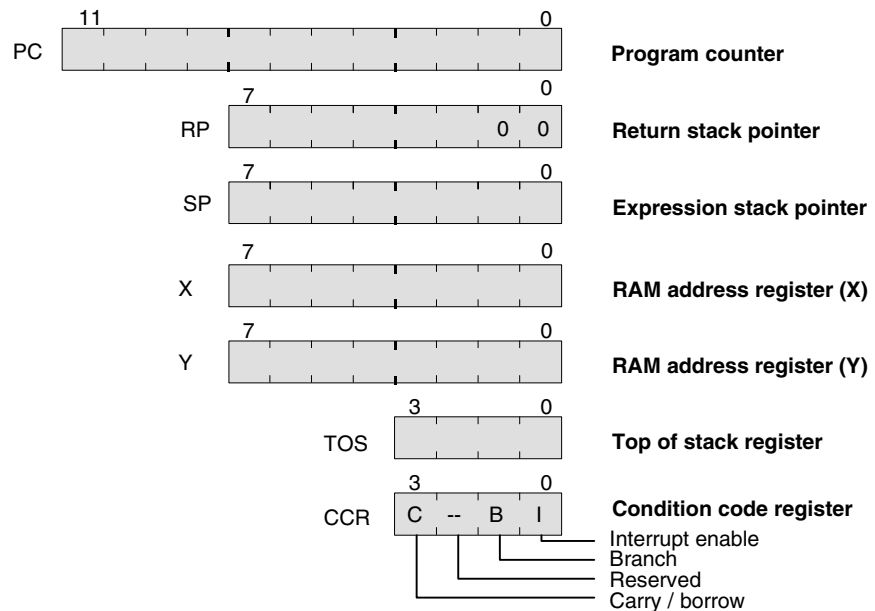 11 0
PC Program counter
7 0
RP 0 0 Return stack pointer
7 0
SP Expression stack pointer
7 0
X RAM address register (X)
7 0
Y RAM address register (Y)
3 0
TOS Top of stack register
3 0
CCR C -- B I Condition code register
Interrupt enable
Branch
Reserved
Carry / borrow